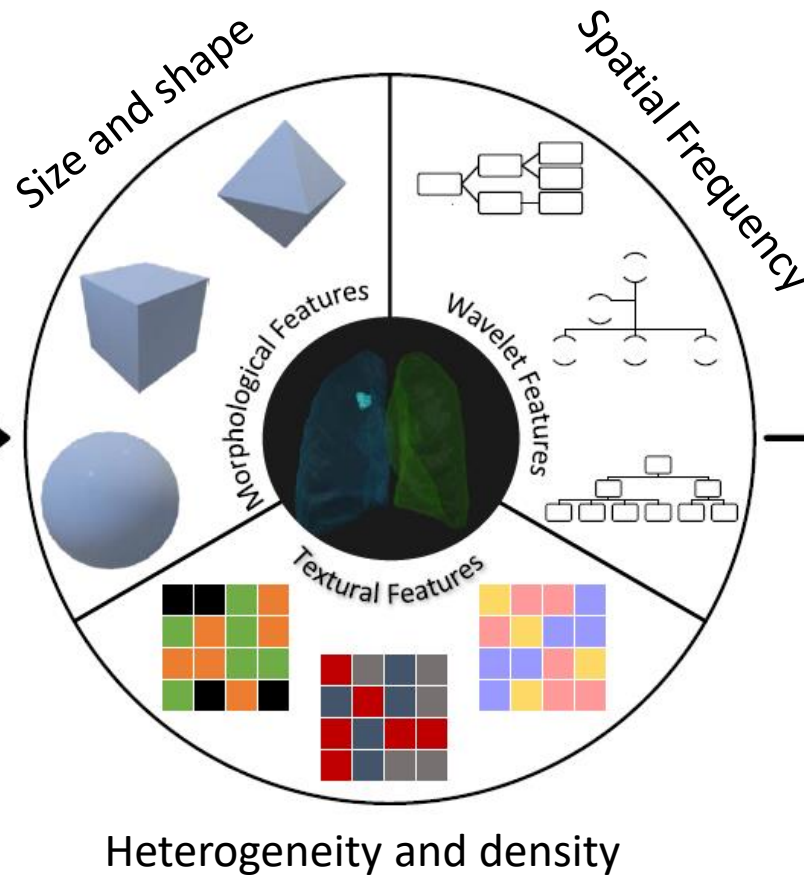 Size and shape
Spatial Frequency
Morphological Features
Wavelet Features
Textural Features
Heterogeneity and density